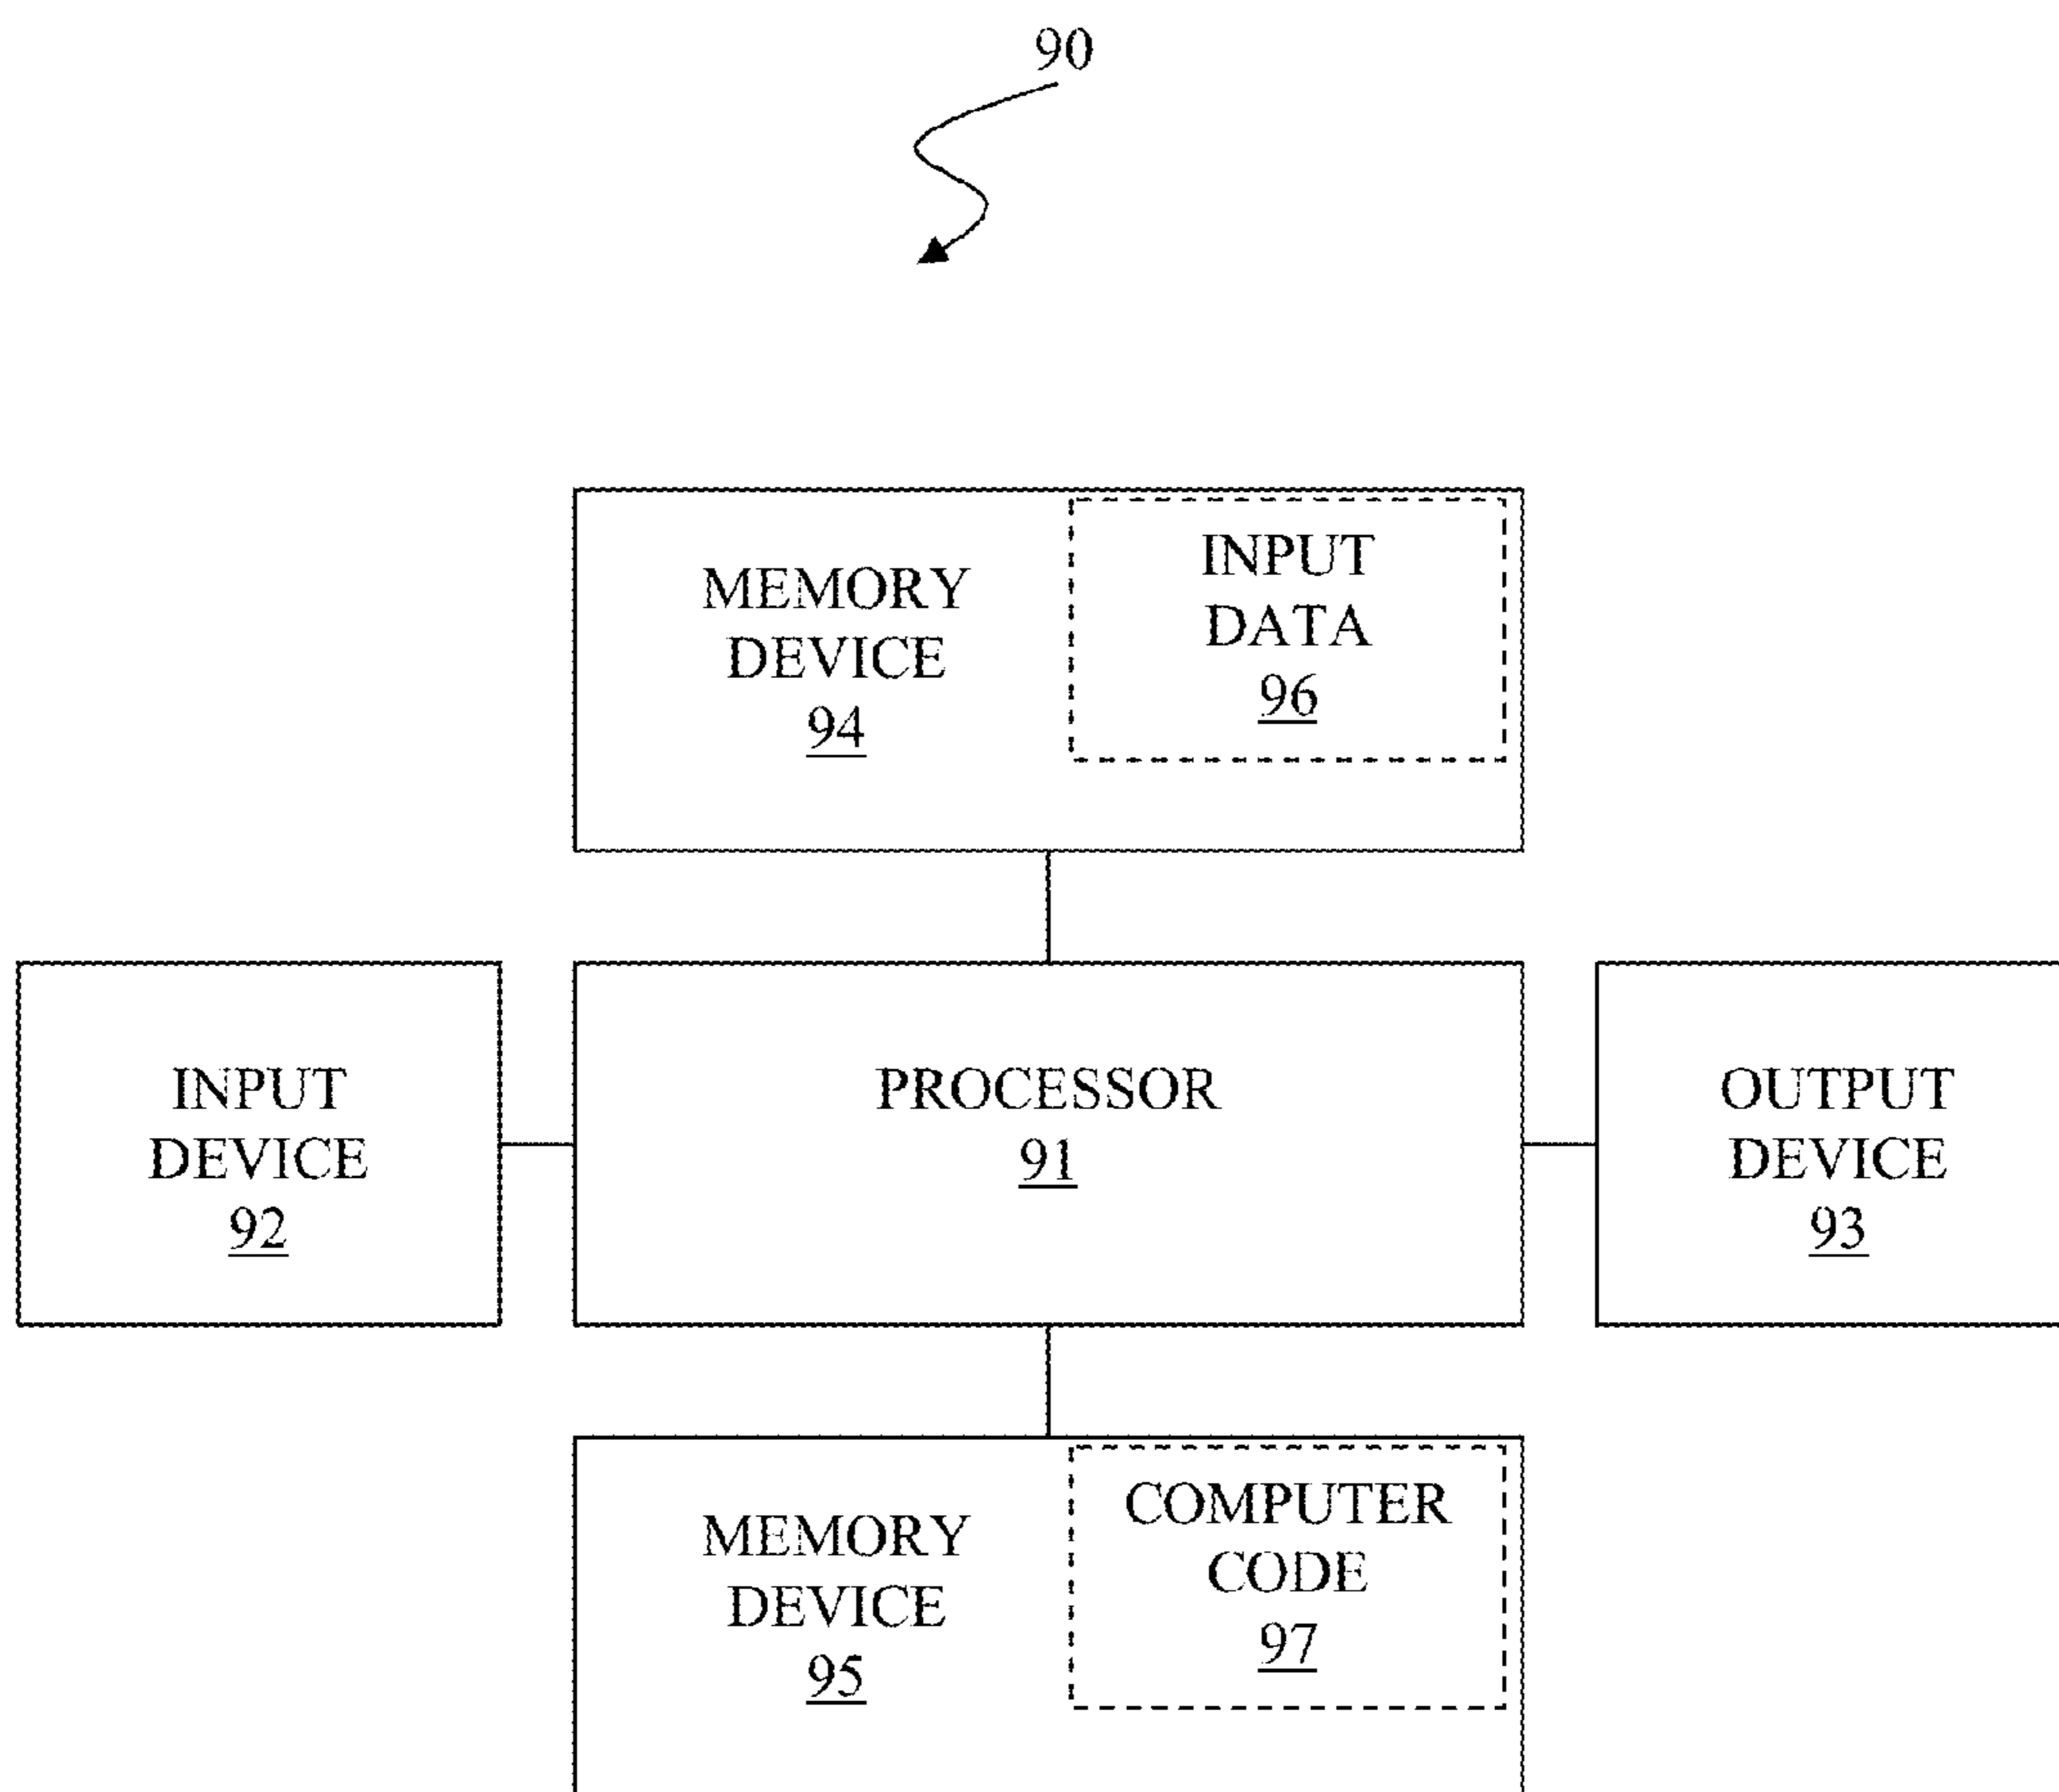 90
MEMORY
DEVICE
94
INPUT
DATA
96
INPUT
DEVICE
92
PROCESSOR
91
OUTPUT
DEVICE
93
MEMORY
DEVICE
95
COMPUTER
CODE
97